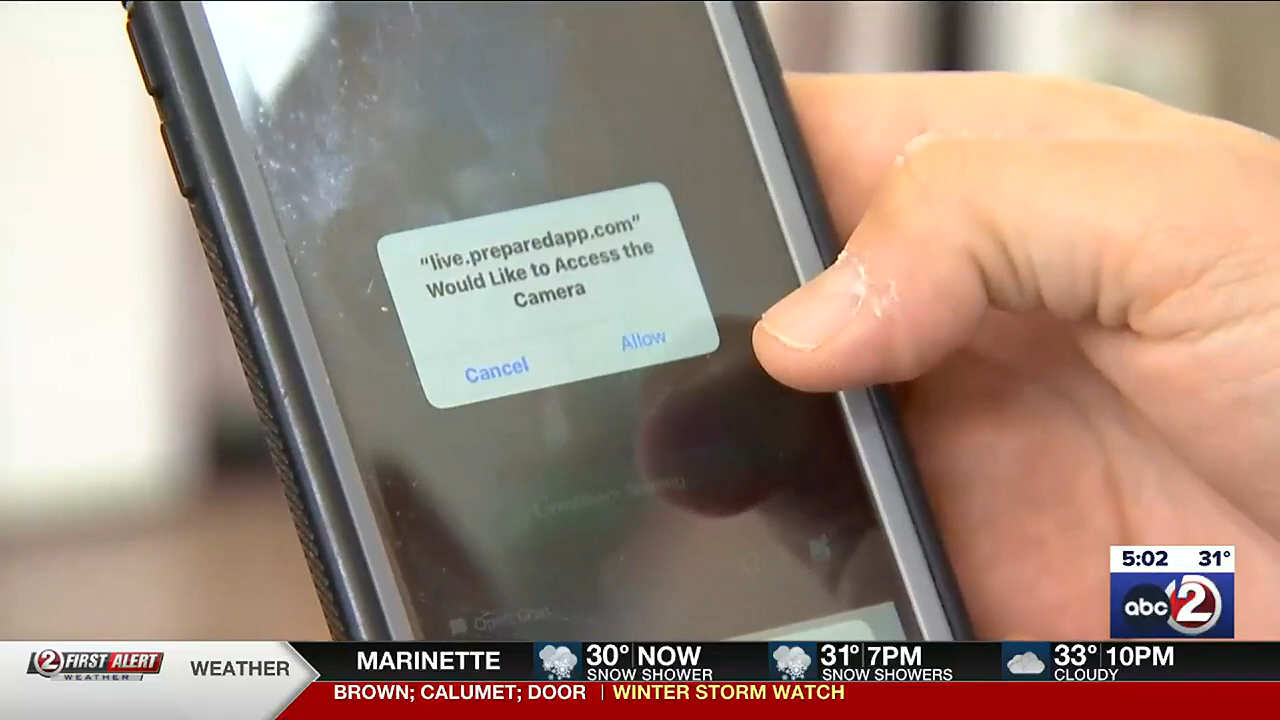 "live.preparedapp.com"
Would Like to Access the
Camera
Cancel
Allow
Open Chat
5:02 31°
abc 2
2 FIRST ALERT
WEATHER
WEATHER
MARINETTE
30° NOW
SNOW SHOWER
31° 7PM
SNOW SHOWERS
33° 10PM
CLOUDY
BROWN; CALUMET; DOOR | WINTER STORM WATCH